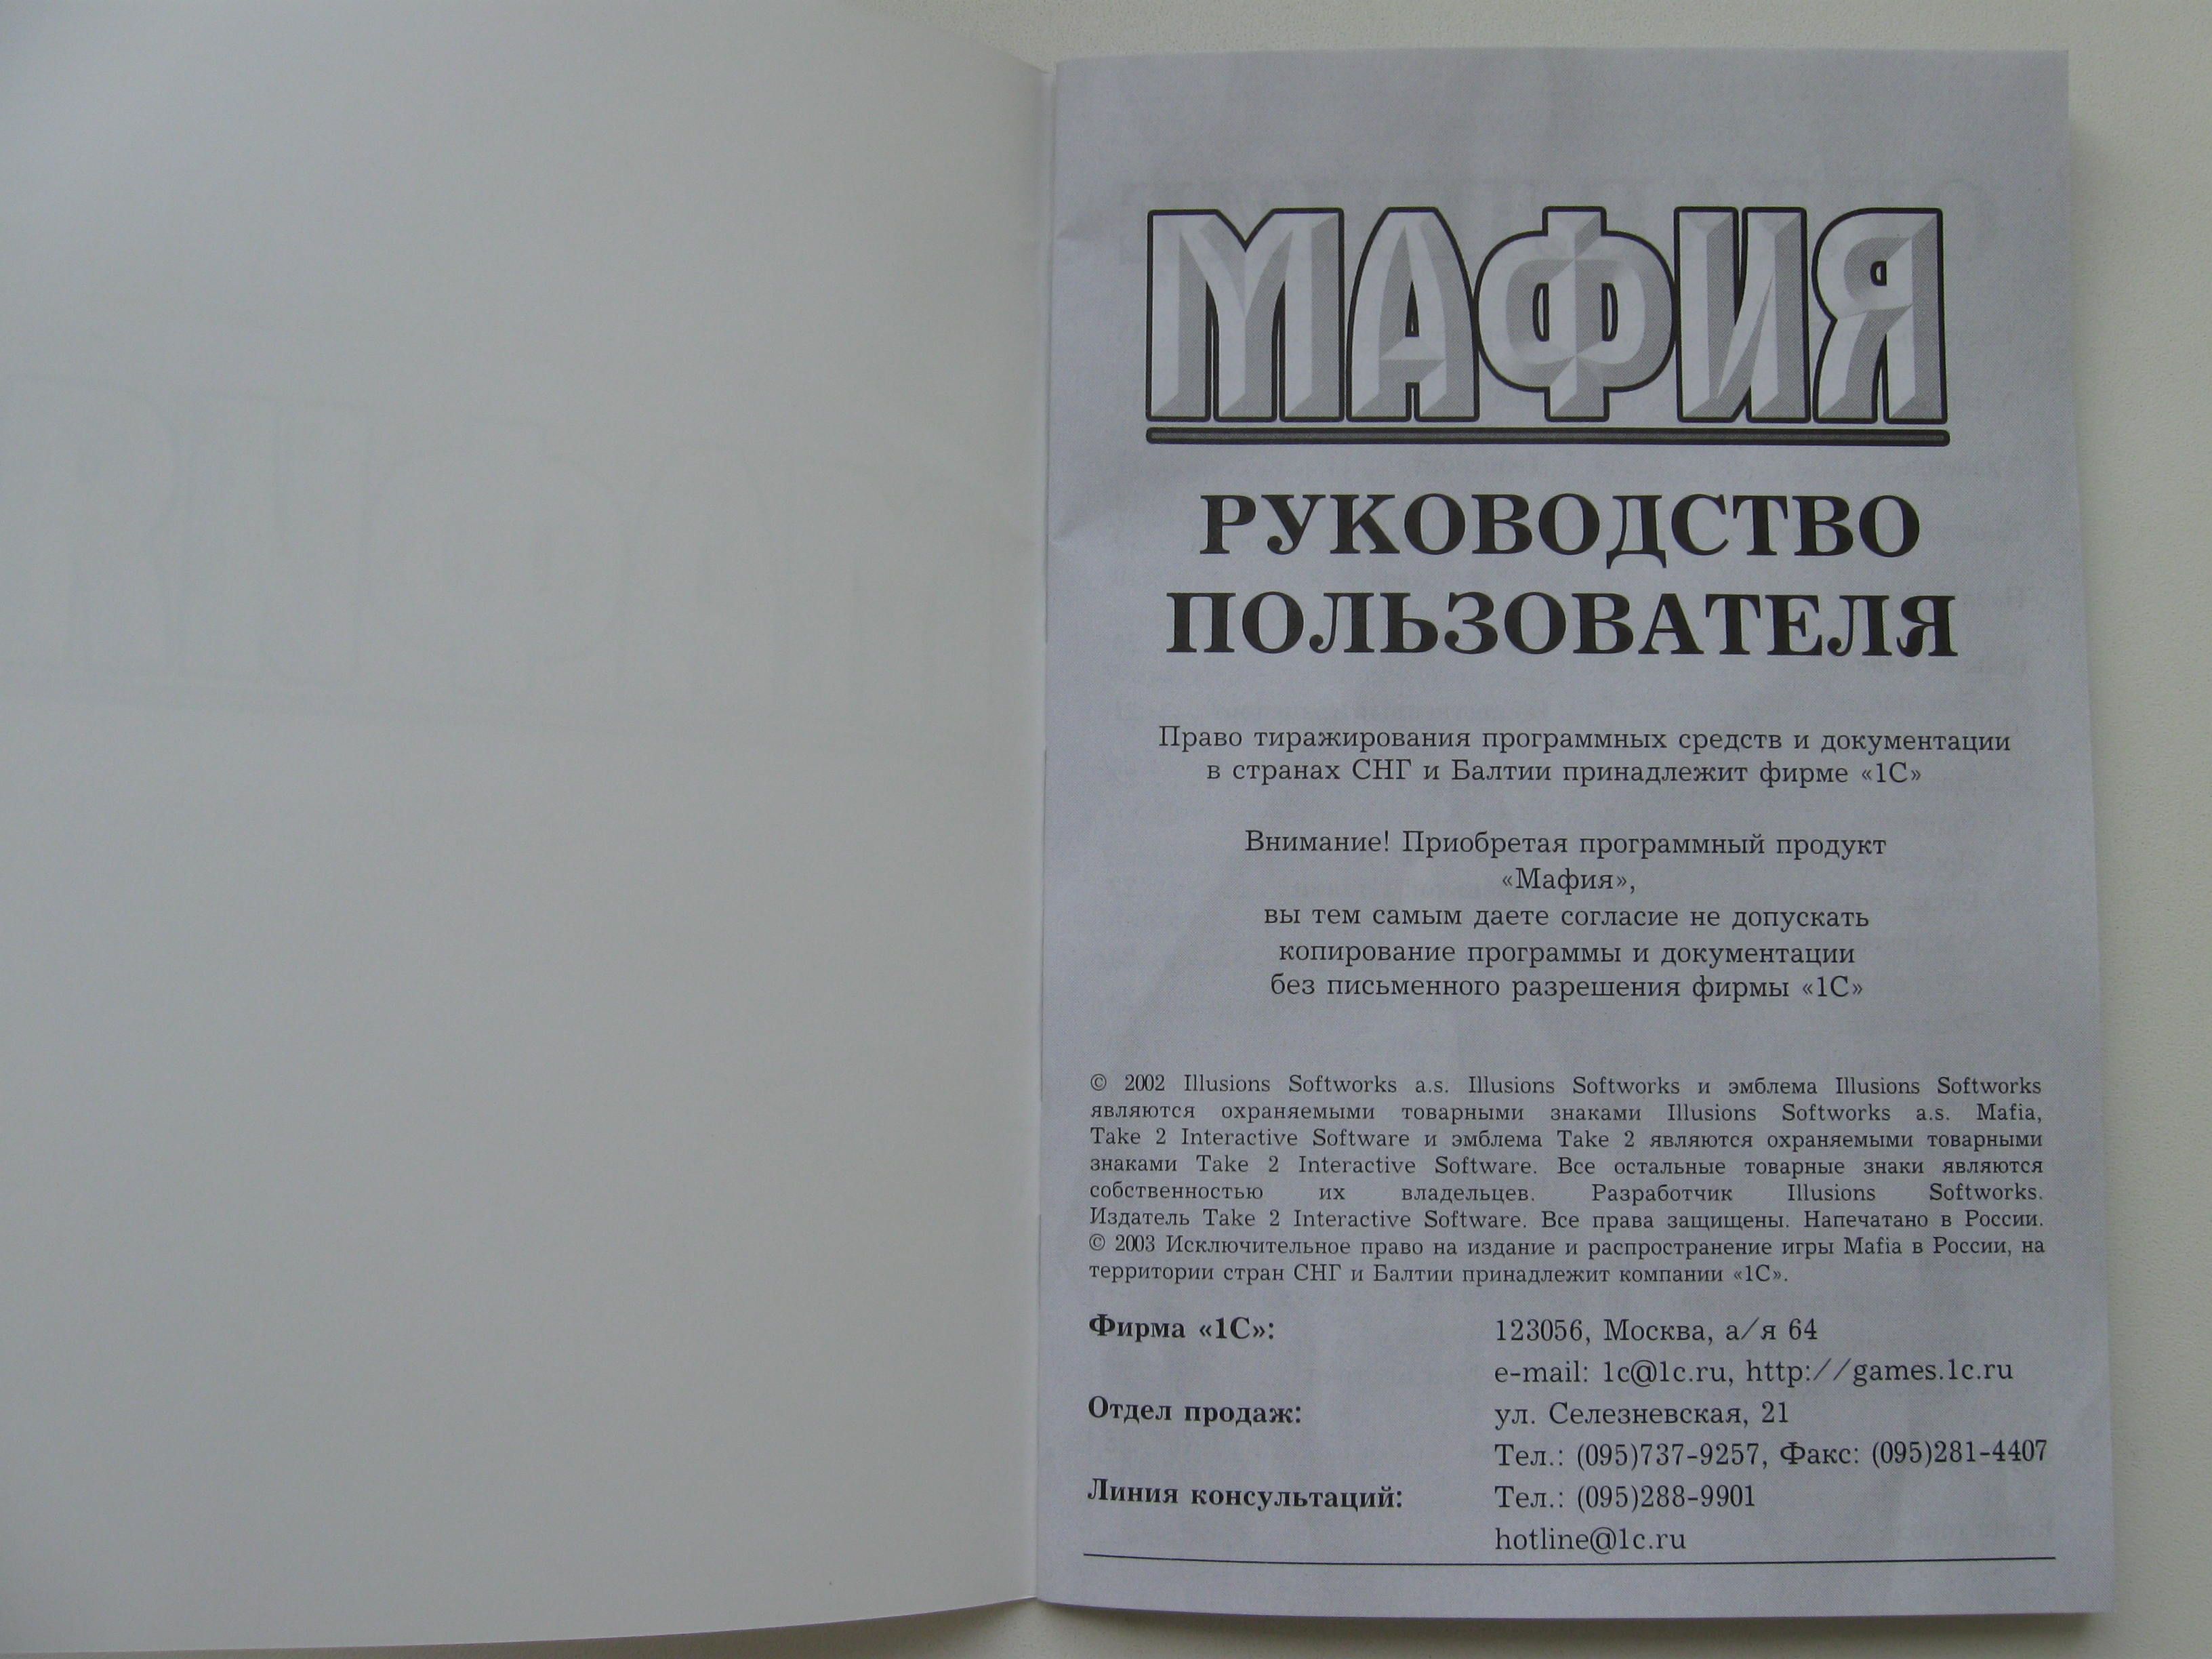 МАФИЯ
РУКОВОДСТВО
ПОЛЬЗОВАТЕЛЯ
Право тиражирования программных средств и документации
в странах СНГ и Балтии принадлежит фирме «1С»
Внимание! Приобретая программный продукт
«Мафия»,
вы тем самым даете согласие не допускать
копирование программы и документации
без письменного разрешения фирмы «1С»
© 2002 Illusions Softworks a.s. Illusions Softworks и эмблема Illusions Softworks
являются охраняемыми товарными знаками Illusions Softworks a.s. Mafia,
Take 2 Interactive Software и эмблема Take 2 являются охраняемыми товарными
знаками Take 2 Interactive Software. Все остальные товарные знаки являются
собственностью их владельцев. Разработчик Illusions Softworks.
Издатель Take 2 Interactive Software. Все права защищены. Напечатано в России.
© 2003 Исключительное право на издание и распространение игры Mafia в России, на
территории стран СНГ и Балтии принадлежит компании «1С».
Фирма «1С»: 123056, Москва, а/я 64
e-mail: 1c@1c.ru, http://games.1c.ru
Отдел продаж: ул. Селезневская, 21
Тел.: (095)737-9257, Факс: (095)281-4407
Линия консультаций: Тел.: (095)288-9901
hotline@1c.ru